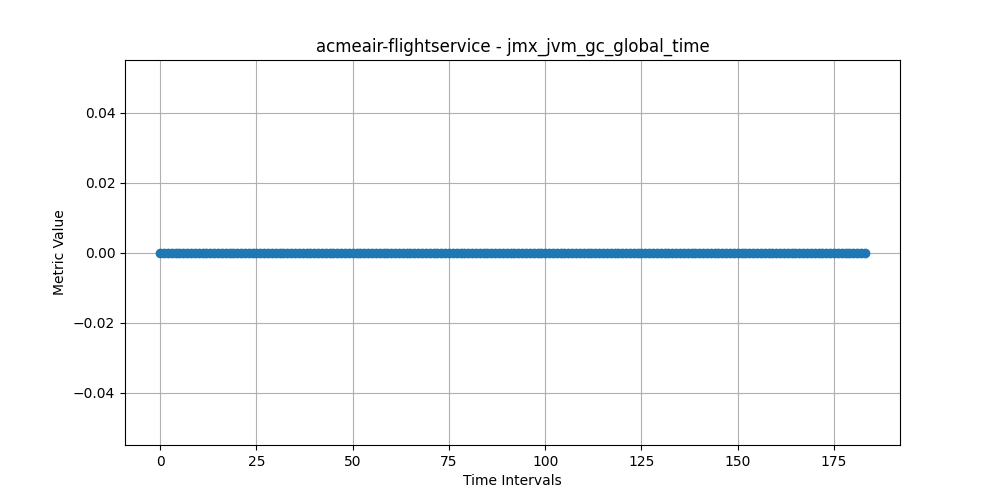 acmeair-flightservice - jmx_jvm_gc_global_time
0.04
0.02
0.00
−0.02
−0.04
Metric Value
0 25 50 75 100 125 150 175
Time Intervals